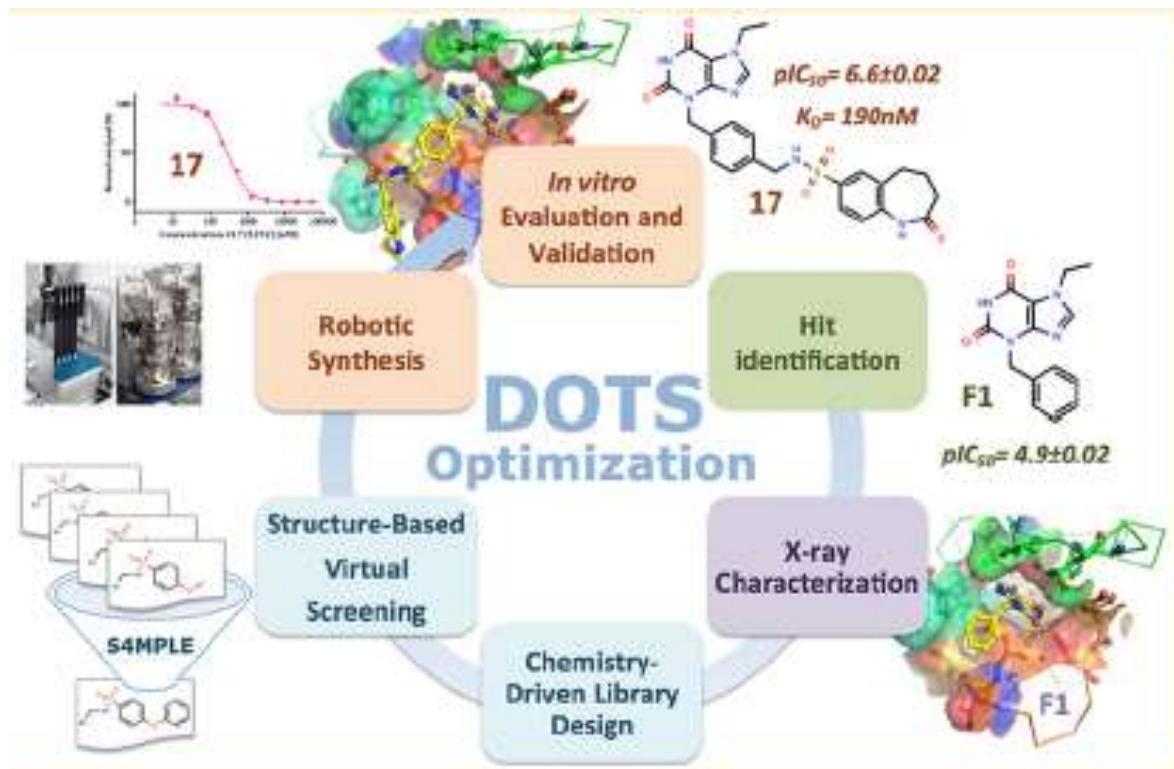 pIC50= 6.6±0.02
KD= 190nM
17
17
In vitro
Evaluation and
Validation
Robotic
Synthesis
Hit
identification
F1
pIC50= 4.9±0.02
DOTS
Optimization
Structure-Based
Virtual
Screening
X-ray
Characterization
S4MPLE
Chemistry-
Driven Library
Design
F1